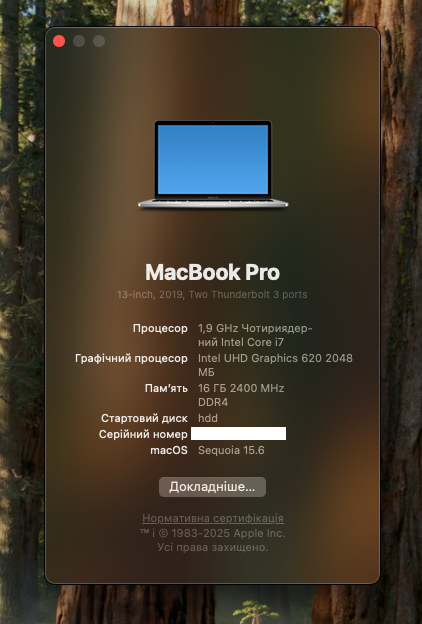 MacBook Pro
13-inch, 2019, Two Thunderbolt 3 ports
Процесор 1,9 GHz Чотириядер-
ний Intel Core i7
Графічний процесор Intel UHD Graphics 620 2048
МБ
Пам’ять 16 ГБ 2400 MHz
DDR4
Стартовий диск hdd
Серійний номер
macOS Sequoia 15.6
Докладніше...
Нормативна сертифікація
™ і © 1983-2025 Apple Inc.
Усі права захищено.